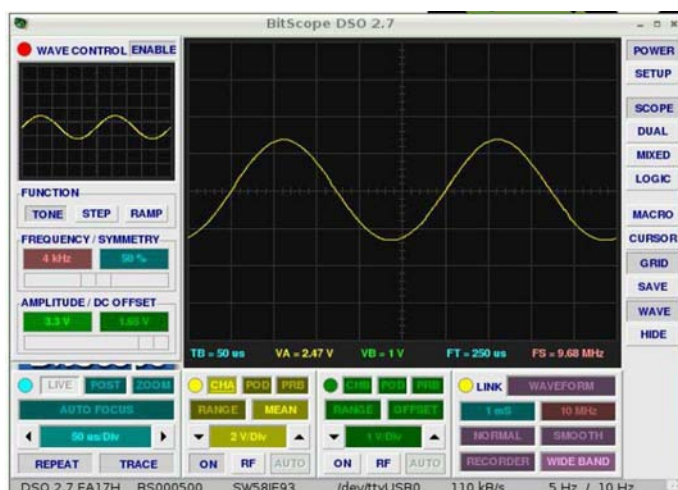 BitScope DSO 2.7
WAVE CONTROL ENABLE
FUNCTION
TONE STEP RAMP
FREQUENCY / SYMMETRY
4 kHz 50 %
AMPLITUDE / DC OFFSET
3.3 V 1.65 V
TB = 50 us VA = 2.47 V VB = 1 V FT = 250 us FS = 9.68 MHz
POWER
SETUP
SCOPE
DUAL
MIXED
LOGIC
MACRO
CURSOR
GRID
SAVE
WAVE
HIDE
LIVE POST ZOOM
AUTO FOCUS
50 us/Div
REPEAT TRACE
CHA POD PRB
RANGE MEAN
2 V/Div
ON RF AUTO
CHB POD PRB
RANGE OFFSET
1 V/Div
ON RF AUTO
LINK WAVEFORM
1 mS 10 MHz
NORMAL SMOOTH
RECORDER WIDE BAND
DSO 2.7 EA17H BS000500 SW58IE93 /dev/ttyUSB0 110 kB/s 5 Hz / 10 Hz